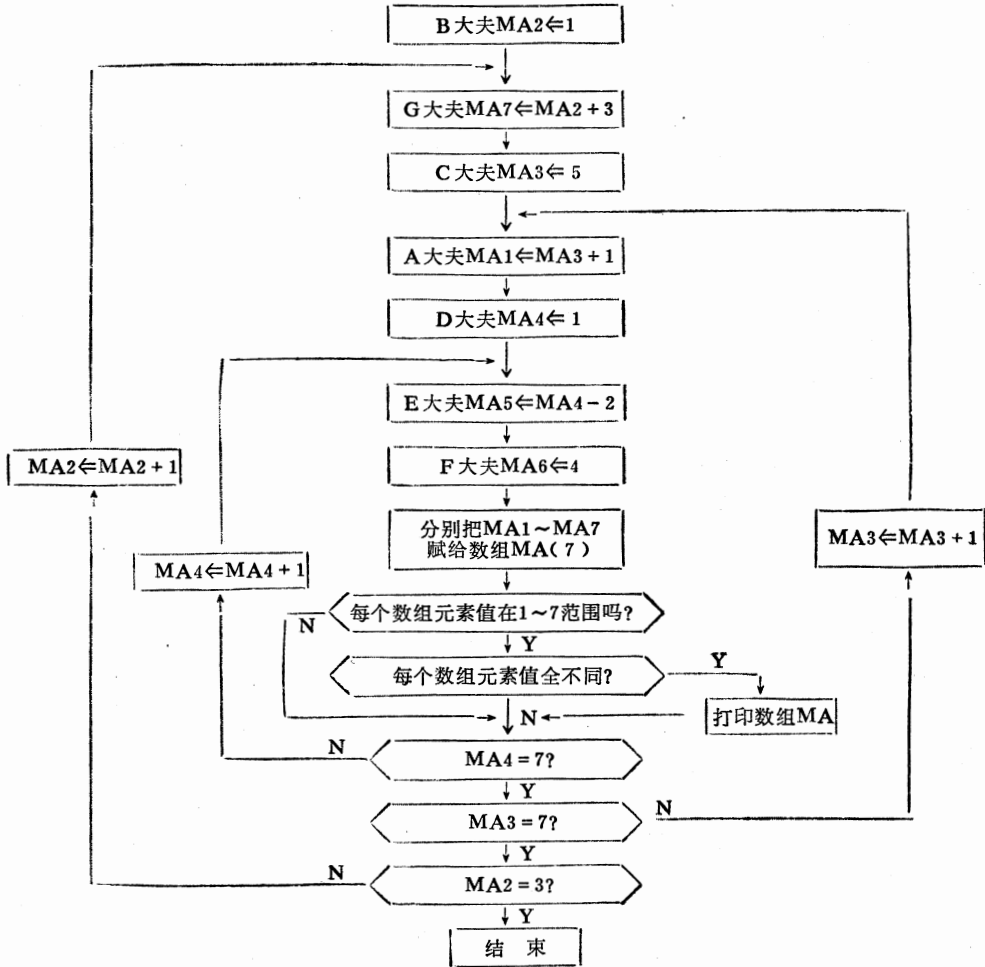 B大夫MA2⇐1
G大夫MA7⇐MA2+3
C大夫MA3⇐5
A大夫MA1⇐MA3+1
D大夫MA4⇐1
E大夫MA5⇐MA4-2
MA2⇐MA2+1
F大夫MA6⇐4
分别把MA1~MA7
赋给数组MA(7)
MA3⇐MA3+1
MA4⇐MA4+1
每个数组元素值在1~7范围吗?
N
Y
每个数组元素值全不同?
Y
N
打印数组MA
N
MA4=7?
Y
MA3=7?
N
Y
N
MA2=3?
Y
结 束